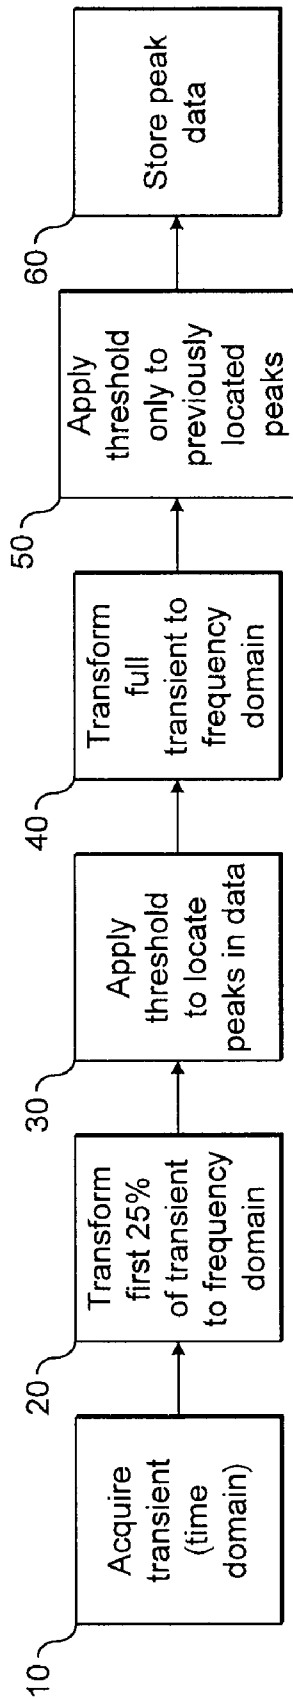 10
Acquire
transient
(time
domain)
20
Transform
first 25%
of transient
to frequency
domain
30
Apply
threshold
to locate
peaks in data
40
Transform
full
transient to
frequency
domain
50
Apply
threshold
only to
previously
located
peaks
60
Store peak
data